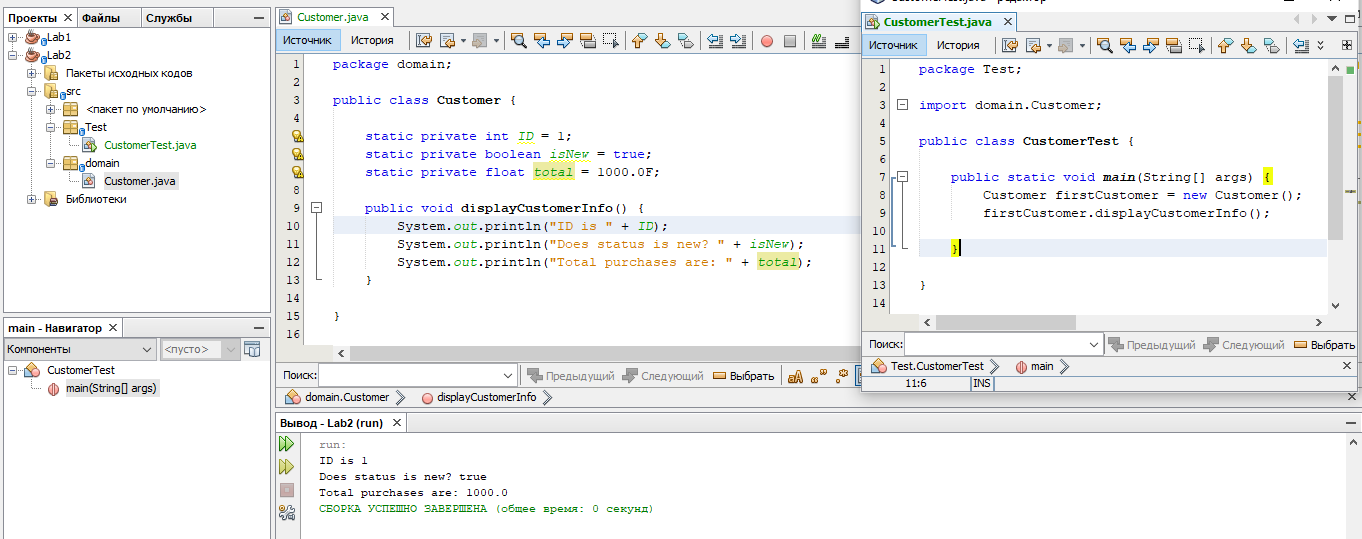 Проекты Файлы Службы
Lab1
Lab2
Пакеты исходных кодов
src
<пакет по умолчанию>
Test
CustomerTest.java
domain
Customer.java
Библиотеки
main - Навигатор
Компоненты <пусто>
CustomerTest
main(String[] args)
Customer.java
Источник История
1 package domain;
2
3 public class Customer {
4
static private int ID = 1;
static private boolean isNew = true;
static private float total = 1000.0F;
8
9 public void displayCustomerInfo() {
10 System.out.println("ID is " + ID);
11 System.out.println("Does status is new? " + isNew);
12 System.out.println("Total purchases are: " + total);
13 }
14
15 }
16
Поиск: Предыдущий Следующий Выбрать
domain.Customer displayCustomerInfo
CustomerTest.java
Источник История
1 package Test;
2
3 import domain.Customer;
4
5 public class CustomerTest {
6
7 public static void main(String[] args) {
8 Customer firstCustomer = new Customer();
9 firstCustomer.displayCustomerInfo();
10
11 }
12
13 }
14
Поиск: Предыдущий Следующий Выбрать
Test.CustomerTest main
11:6 INS
Вывод - Lab2 (run)
run:
ID is 1
Does status is new? true
Total purchases are: 1000.0
СБОРКА УСПЕШНО ЗАВЕРШЕНА (общее время: 0 секунд)